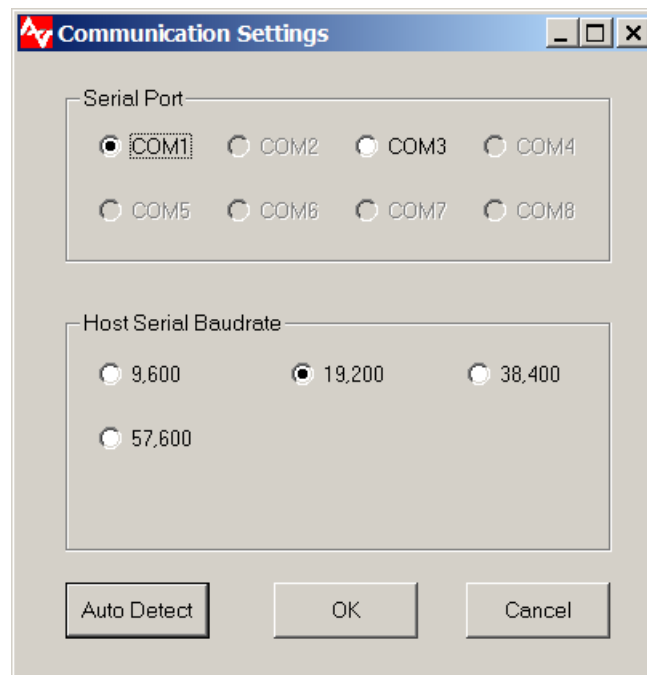 Communication Settings
Serial Port
COM1 COM2 COM3 COM4
COM5 COM6 COM7 COM8
Host Serial Baudrate
9,600 19,200 38,400
57,600
Auto Detect OK Cancel